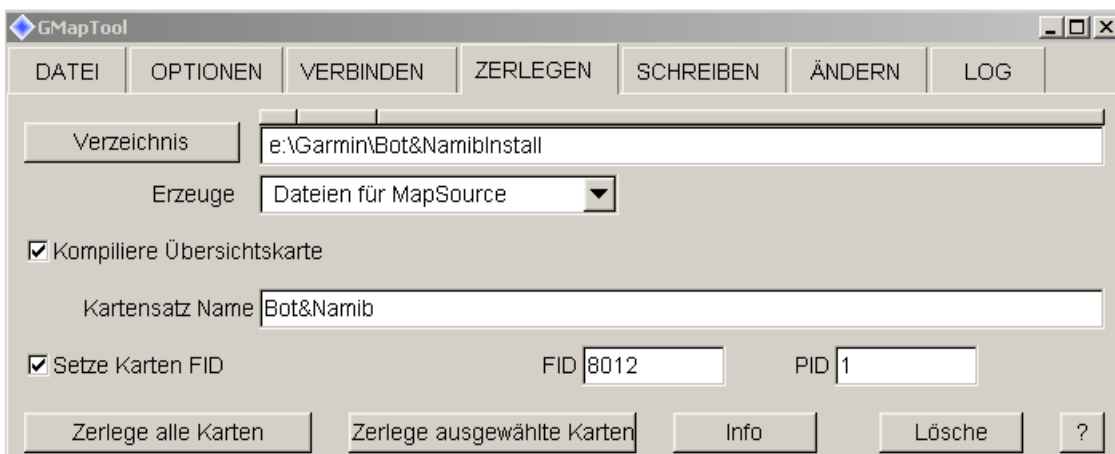 GMapTool
DATEI OPTIONEN VERBINDEN ZERLEGEN SCHREIBEN ÄNDERN LOG
Verzeichnis e:\Garmin\Bot&NamibInstall
Erzeuge Dateien für MapSource
Kompiliere Übersichtskarte
Kartensatz Name Bot&Namib
Setze Karten FID FID 8012 PID 1
Zerlege alle Karten Zerlege ausgewählte Karten Info Lösche ?